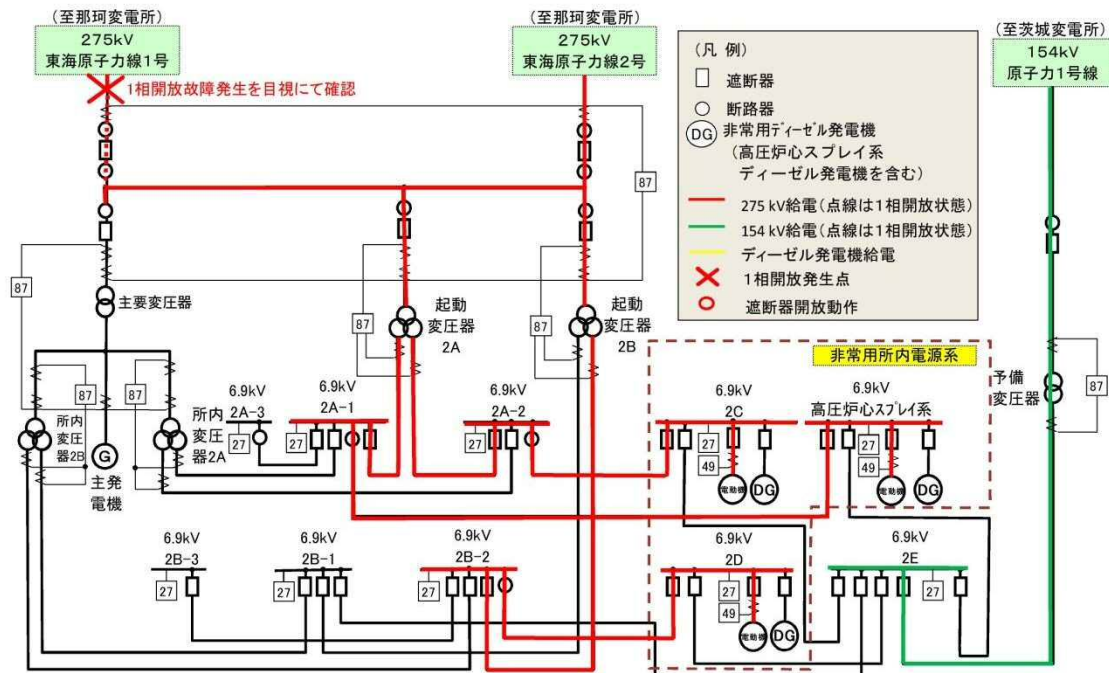 (至那珂変電所)
275kV
東海原子力線1号
(至那珂変電所)
275kV
東海原子力線2号
(至茨城変電所)
154kV
原子力1号線
1相開放故障発生を目視にて確認
(凡 例)
遮断器
断路器
DG
非常用ディーゼル発電機
(高圧炉心スプレイ系
ディーゼル発電機を含む)
275 kV給電(点線は1相開放状態)
154 kV給電(点線は1相開放状態)
ディーゼル発電機給電
1相開放発生点
遮断器開放動作
87
87
主要変圧器
87
起動
変圧器
2A
87
起動
変圧器
2B
非常用所内電源系
予備
変圧器
87
87
87
所内
変圧
器2B
G
主発
電機
所内
変圧
器2A
6.9kV
2A-3
27
6.9kV
2A-1
27
6.9kV
2A-2
27
6.9kV
2C
27
49
電動機
DG
6.9kV
高圧炉心スプレイ系
27
49
電動機
DG
6.9kV
2B-3
27
6.9kV
2B-1
27
6.9kV
2B-2
27
6.9kV
2D
27
49
電動機
DG
6.9kV
2E
27